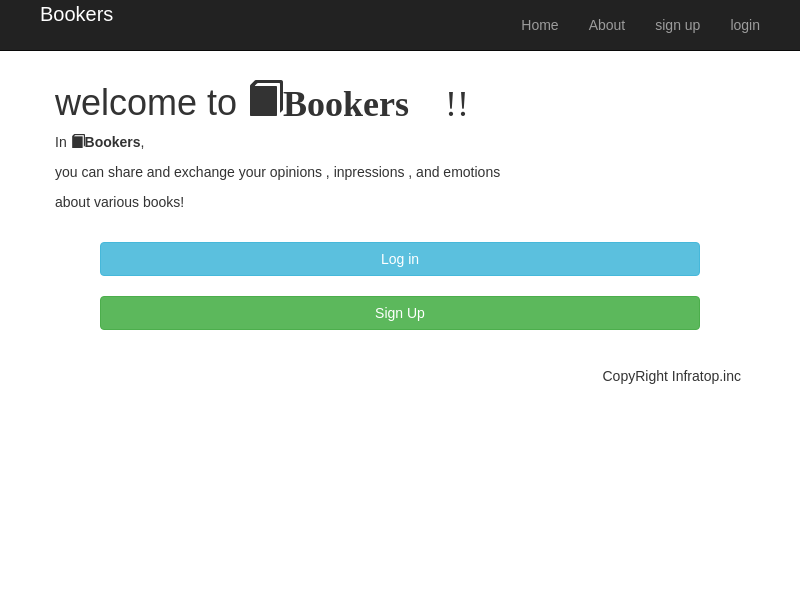 Bookers
Home About sign up login
welcome to Bookers !!
In Bookers,
you can share and exchange your opinions , inpressions , and emotions
about various books!
Log in
Sign Up
CopyRight Infratop.inc